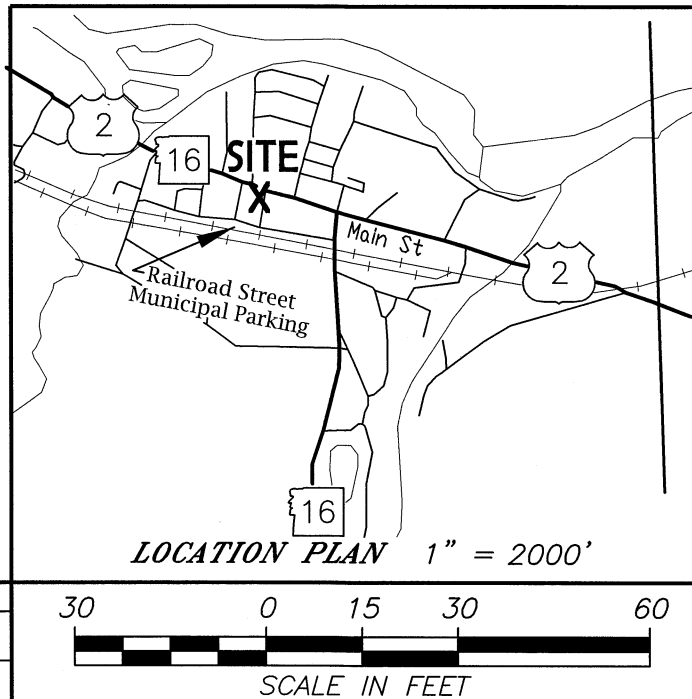 2
16
SITE
X
Main St
2
Railroad Street
Municipal Parking
16
LOCATION PLAN 1" = 2000'
30 0 15 30 60
SCALE IN FEET